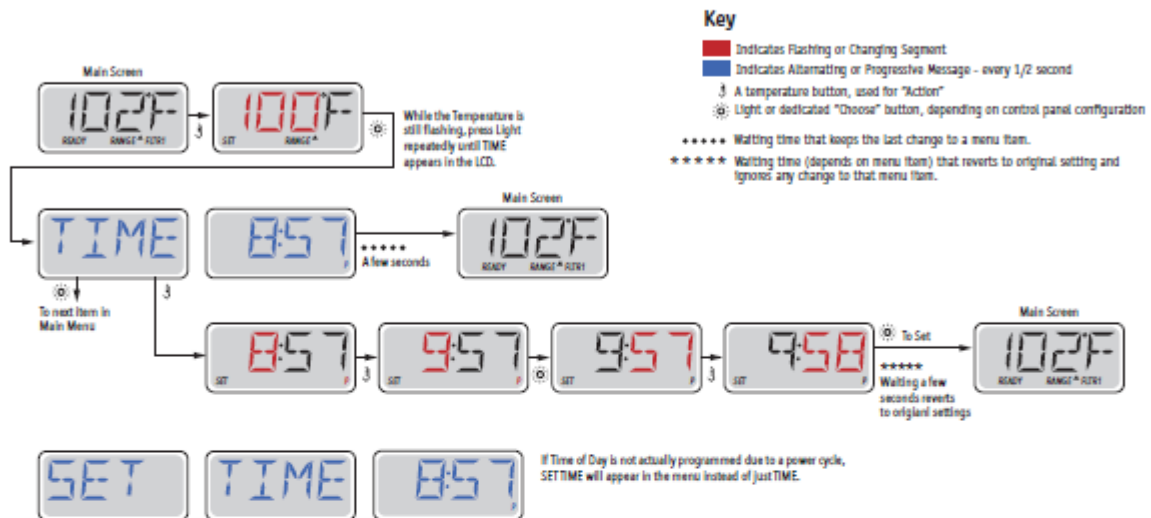 Key
Indicates Flashing or Changing Segment
Indicates Alternating or Progressive Message - every 1/2 second
A temperature button, used for "Action"
Light or dedicated "Choose" button, depending on control panel configuration
+++++ Waiting time that keeps the last change to a menu item.
***** Waiting time (depends on menu item) that reverts to original setting and
ignores any change to that menu item.
Main Screen
102°F
READY RANGE FLTR1
100°F
SET RANGE
While the Temperature is
still flashing, press Light
repeatedly until TIME
appears in the LCD.
TIME
8:57
P
+++++
A few seconds
Main Screen
102°F
READY RANGE FLTR1
To next item in
Main Menu
8:57
SET P
9:57
SET P
9:57
SET P
9:58
SET P
To Set
*****
Waiting a few
seconds reverts
to origianl settings
Main Screen
102°F
READY RANGE FLTR1
SET
TIME
8:57
P
If Time of Day is not actually programmed due to a power cycle,
SET TIME will appear in the menu instead of just TIME.